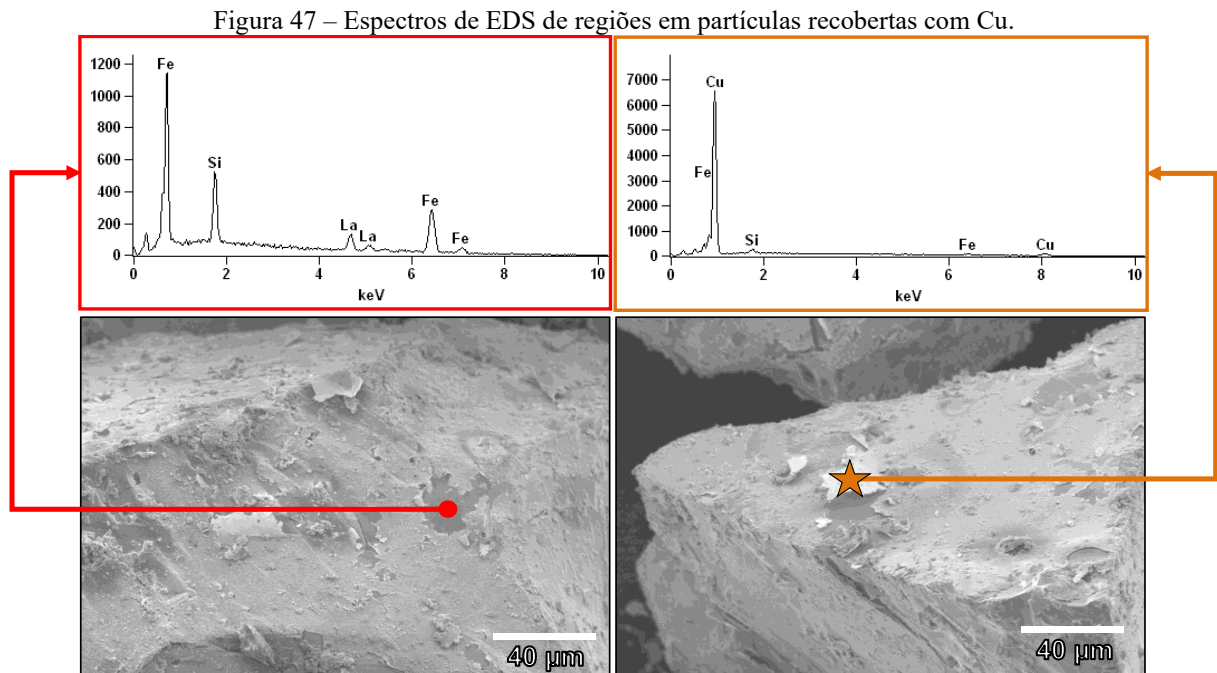 Figura 47 – Espectros de EDS de regiões em partículas recobertas com Cu.
1200
1000
800
600
400
200
0
Fe
Si
La
La
Fe
Fe
0 2 4 6 8 10
keV
7000
6000
5000
4000
3000
2000
1000
0
Cu
Fe
Si
Fe
Cu
0 2 4 6 8 10
keV
40 µm
40 µm